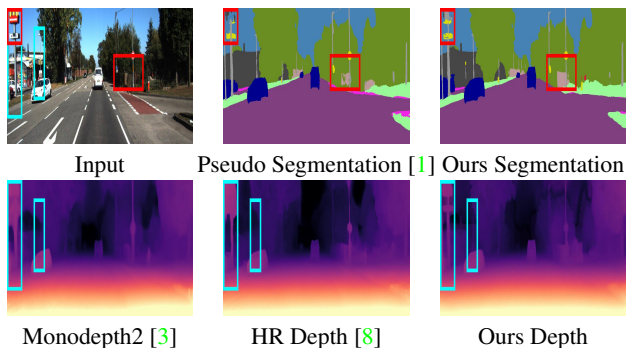 Input
Pseudo Segmentation [1] Ours Segmentation
Monodepth2 [3]
HR Depth [8]
Ours Depth